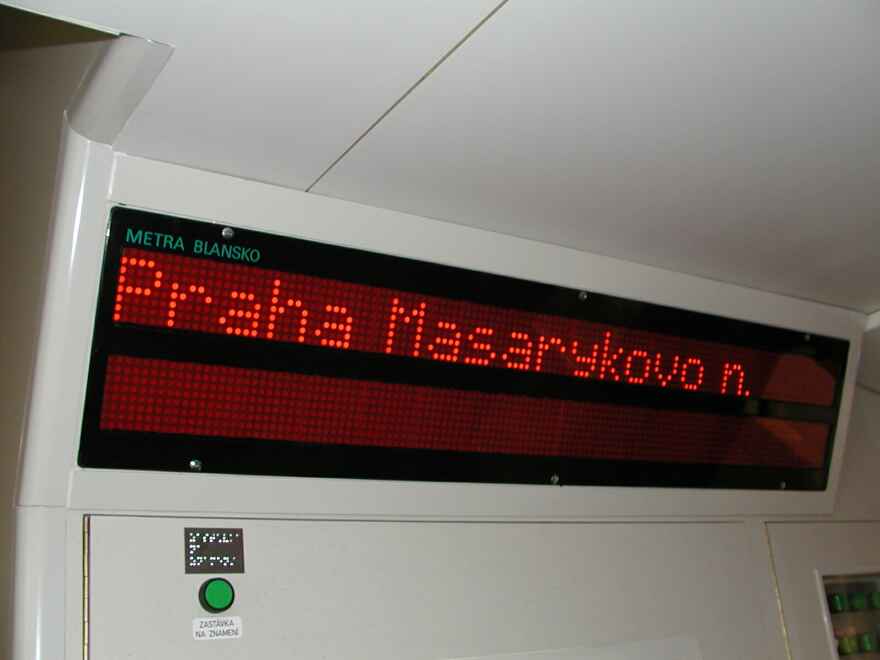 METRA BLANSKO
Praha Masarykovo n.
ZASTÁVKA
NA ZNAMENÍ